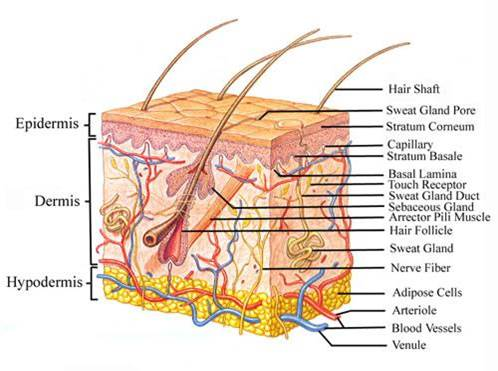 Epidermis
Dermis
Hypodermis
Hair Shaft
Sweat Gland Pore
Stratum Corneum
Capillary
Stratum Basale
Basal Lamina
Touch Receptor
Sweat Gland Duct
Sebaceous Gland
Arrector Pili Muscle
Hair Follicle
Sweat Gland
Nerve Fiber
Adipose Cells
Arteriole
Blood Vessels
Venule